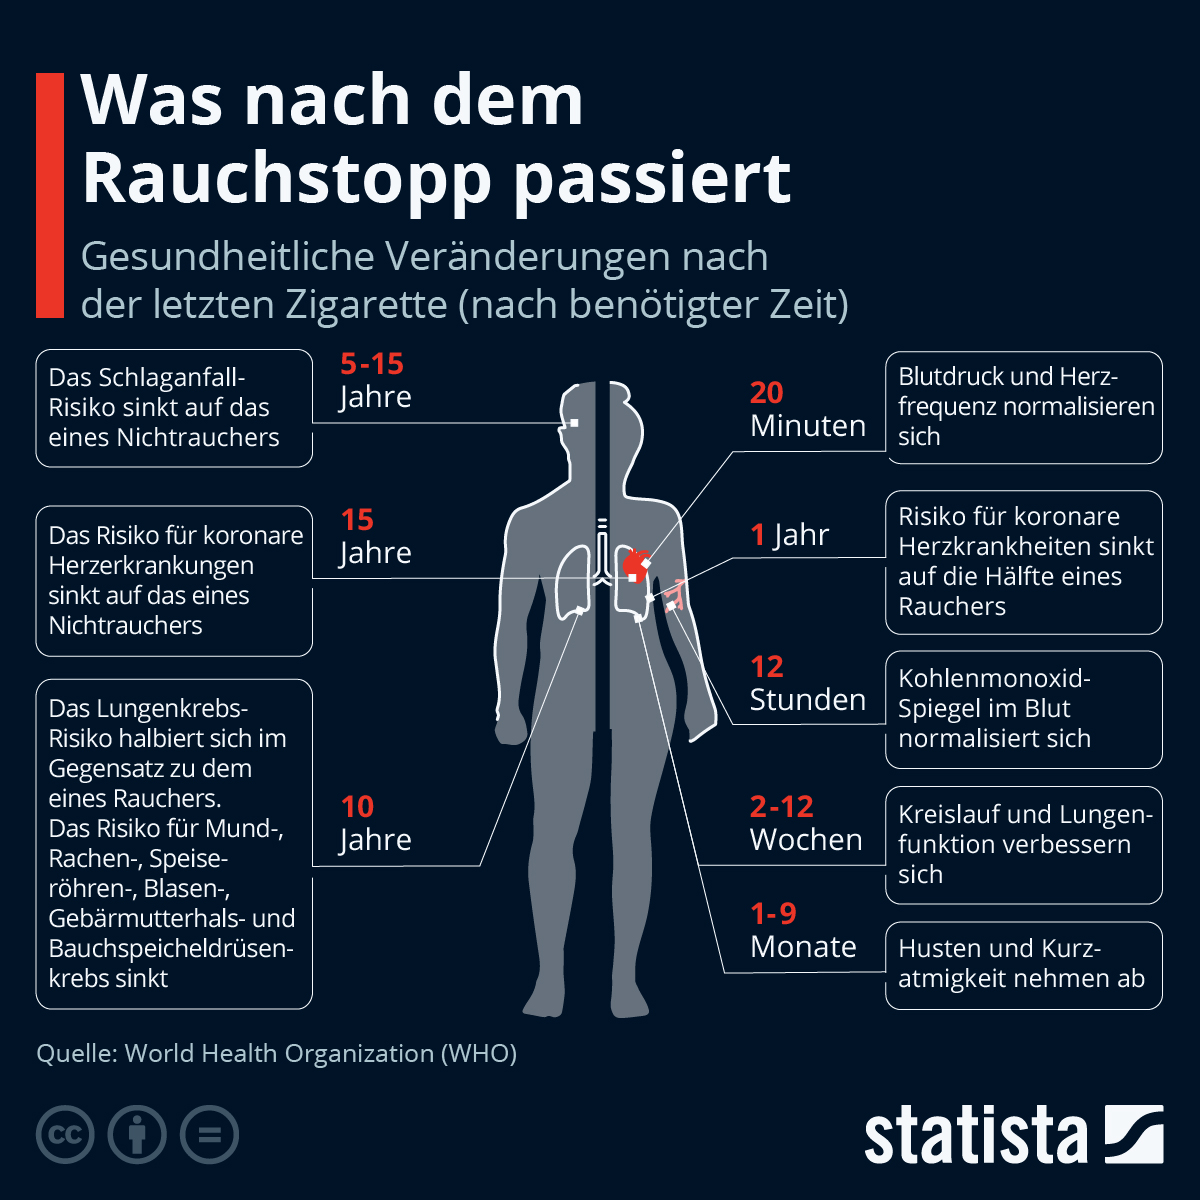 Was nach dem
Rauchstopp passiert
Gesundheitliche Veränderungen nach
der letzten Zigarette (nach benötigter Zeit)
5-15
Jahre
Das Schlaganfall-
Risiko sinkt auf das
eines Nichtrauchers
15
Jahre
Das Risiko für koronare
Herzerkrankungen
sinkt auf das eines
Nichtrauchers
10
Jahre
Das Lungenkrebs-
Risiko halbiert sich im
Gegensatz zu dem
eines Rauchers.
Das Risiko für Mund-,
Rachen-, Speise-
röhren-, Blasen-,
Gebärmutterhals- und
Bauchspeicheldrüsen-
krebs sinkt
20
Minuten
Blutdruck und Herz-
frequenz normalisieren
sich
1 Jahr
Risiko für koronare
Herzkrankheiten sinkt
auf die Hälfte eines
Rauchers
12
Stunden
Kohlenmonoxid-
Spiegel im Blut
normalisiert sich
2-12
Wochen
Kreislauf und Lungen-
funktion verbessern
sich
1-9
Monate
Husten und Kurz-
atmigkeit nehmen ab
Quelle: World Health Organization (WHO)
cc
statista